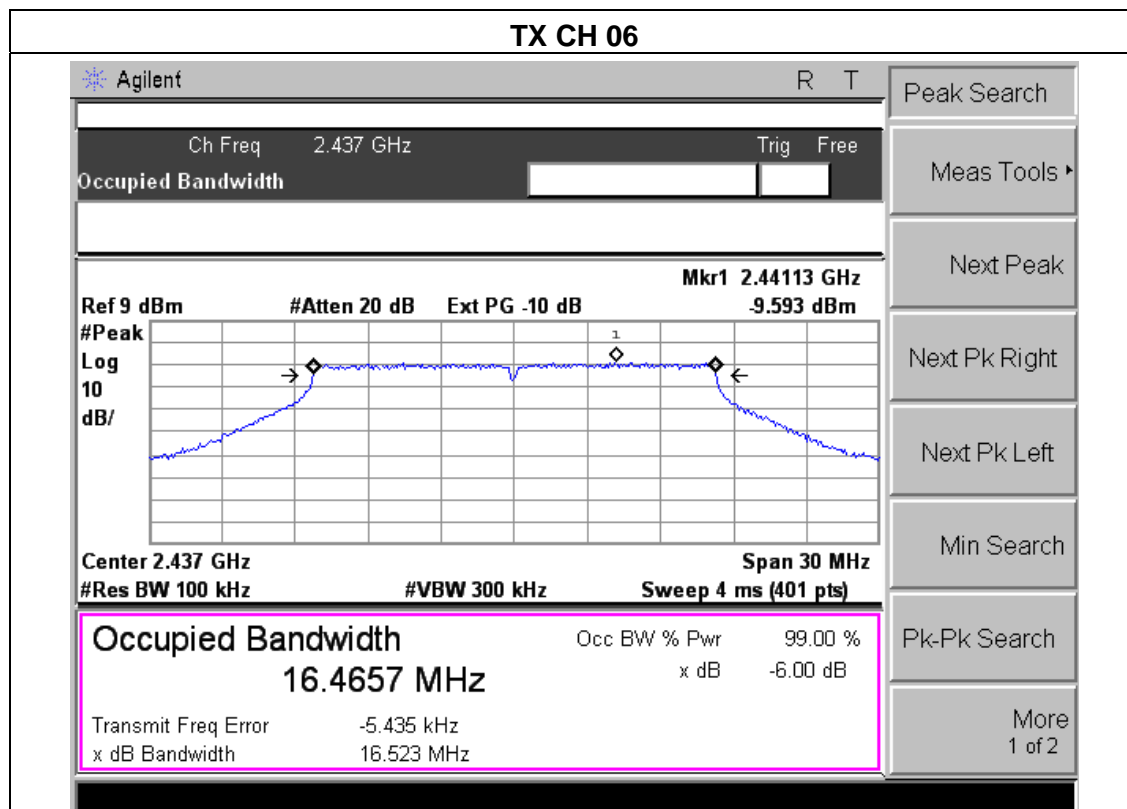 TX CH 06
Agilent R T
Peak Search
Ch Freq 2.437 GHz Trig Free
Occupied Bandwidth
Meas Tools
Next Peak
Mkr1 2.44113 GHz
Ref 9 dBm #Atten 20 dB Ext PG -10 dB -9.593 dBm
#Peak
1
Log
10
dB/
Next Pk Right
Next Pk Left
Min Search
Center 2.437 GHz Span 30 MHz
#Res BW 100 kHz #VBW 300 kHz Sweep 4 ms (401 pts)
Occupied Bandwidth Occ BW % Pwr 99.00 %
16.4657 MHz x dB -6.00 dB
Pk-Pk Search
Transmit Freq Error -5.435 kHz
x dB Bandwidth 16.523 MHz
More
1 of 2